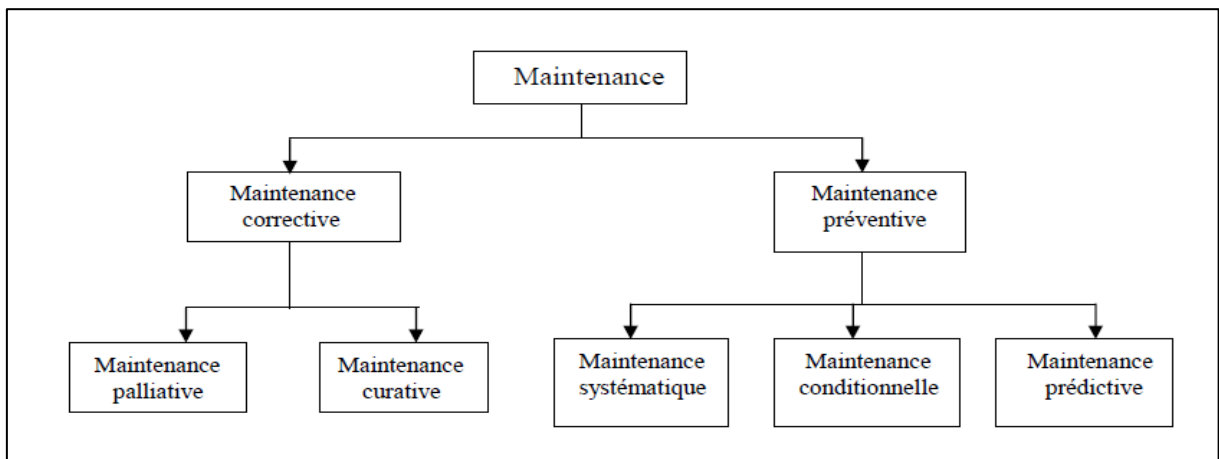 Maintenance
Maintenance
corrective
Maintenance
préventive
Maintenance
palliative
Maintenance
curative
Maintenance
systématique
Maintenance
conditionnelle
Maintenance
prédictive